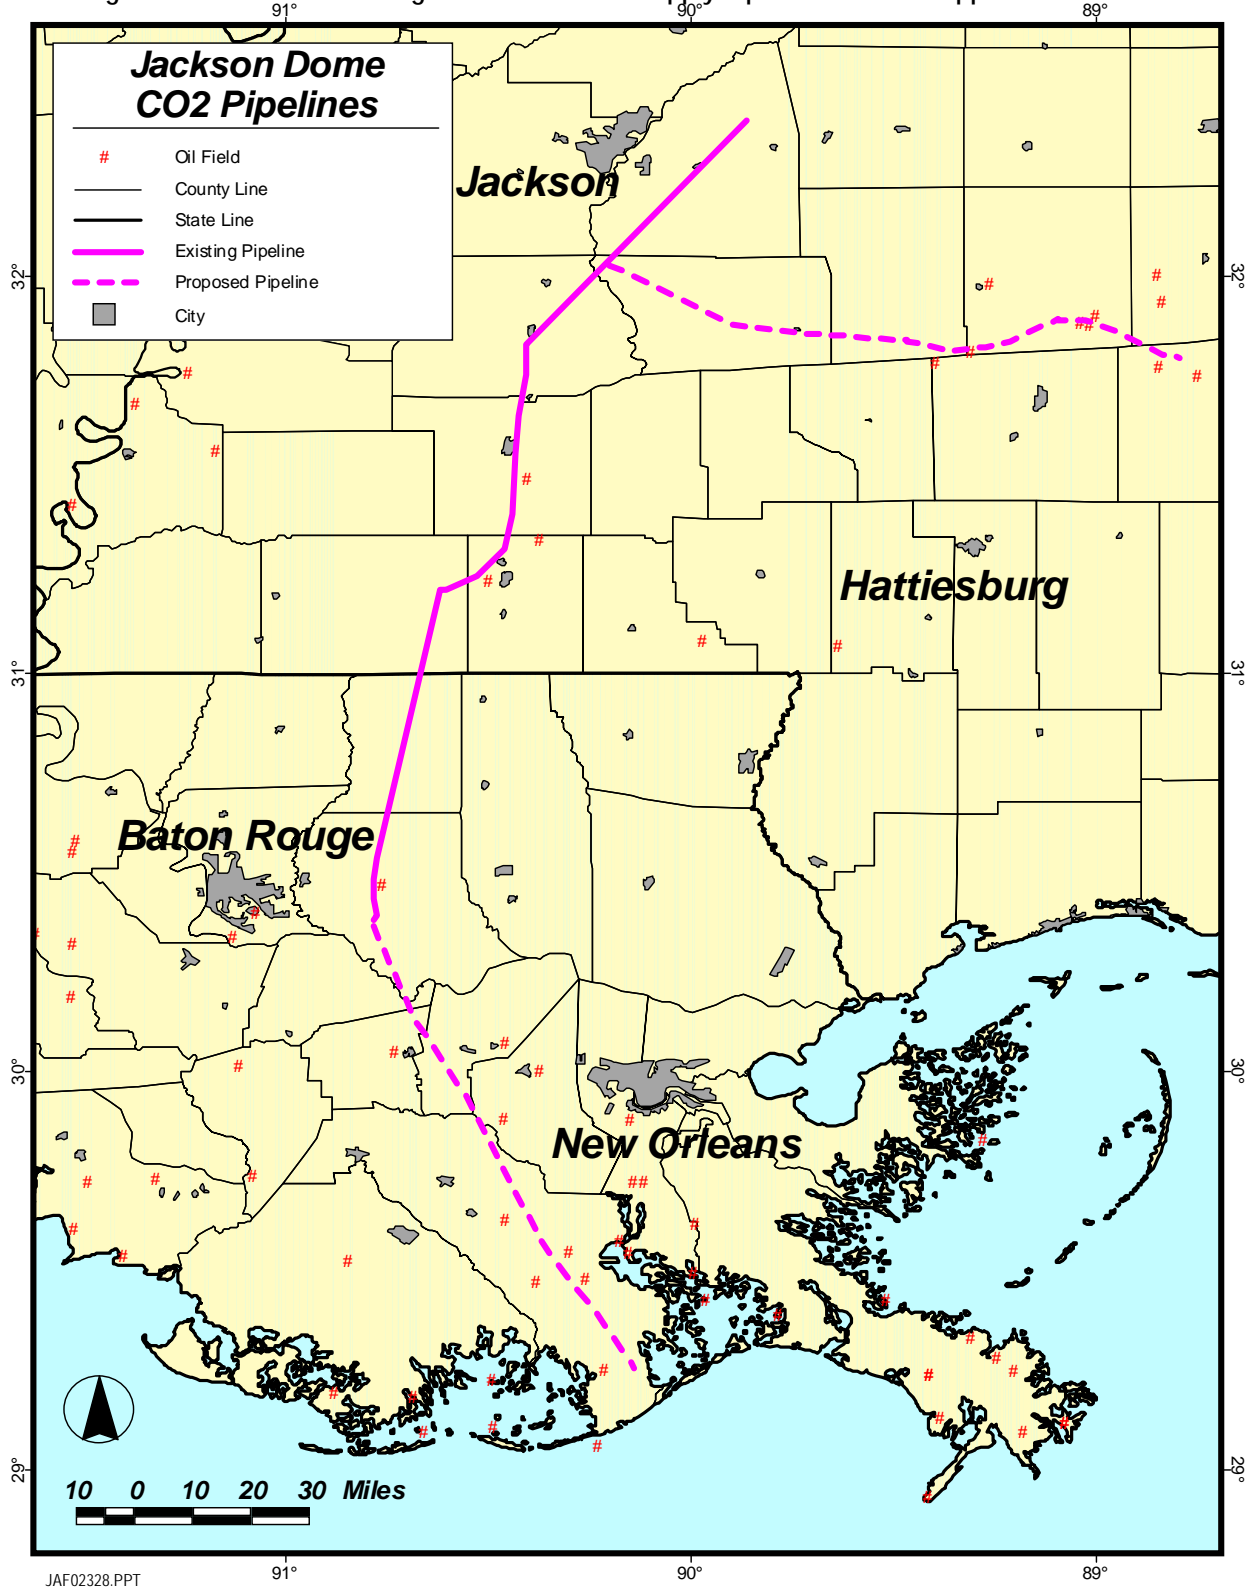 91°
90°
89°
Jackson Dome
CO2 Pipelines
# Oil Field
County Line
State Line
Existing Pipeline
Proposed Pipeline
City
Jackson
32°
32°
Hattiesburg
31°
31°
Baton Rouge
30°
30°
New Orleans
29°
29°
10 0 10 20 30 Miles
91°
90°
89°
JAF02328.PPT